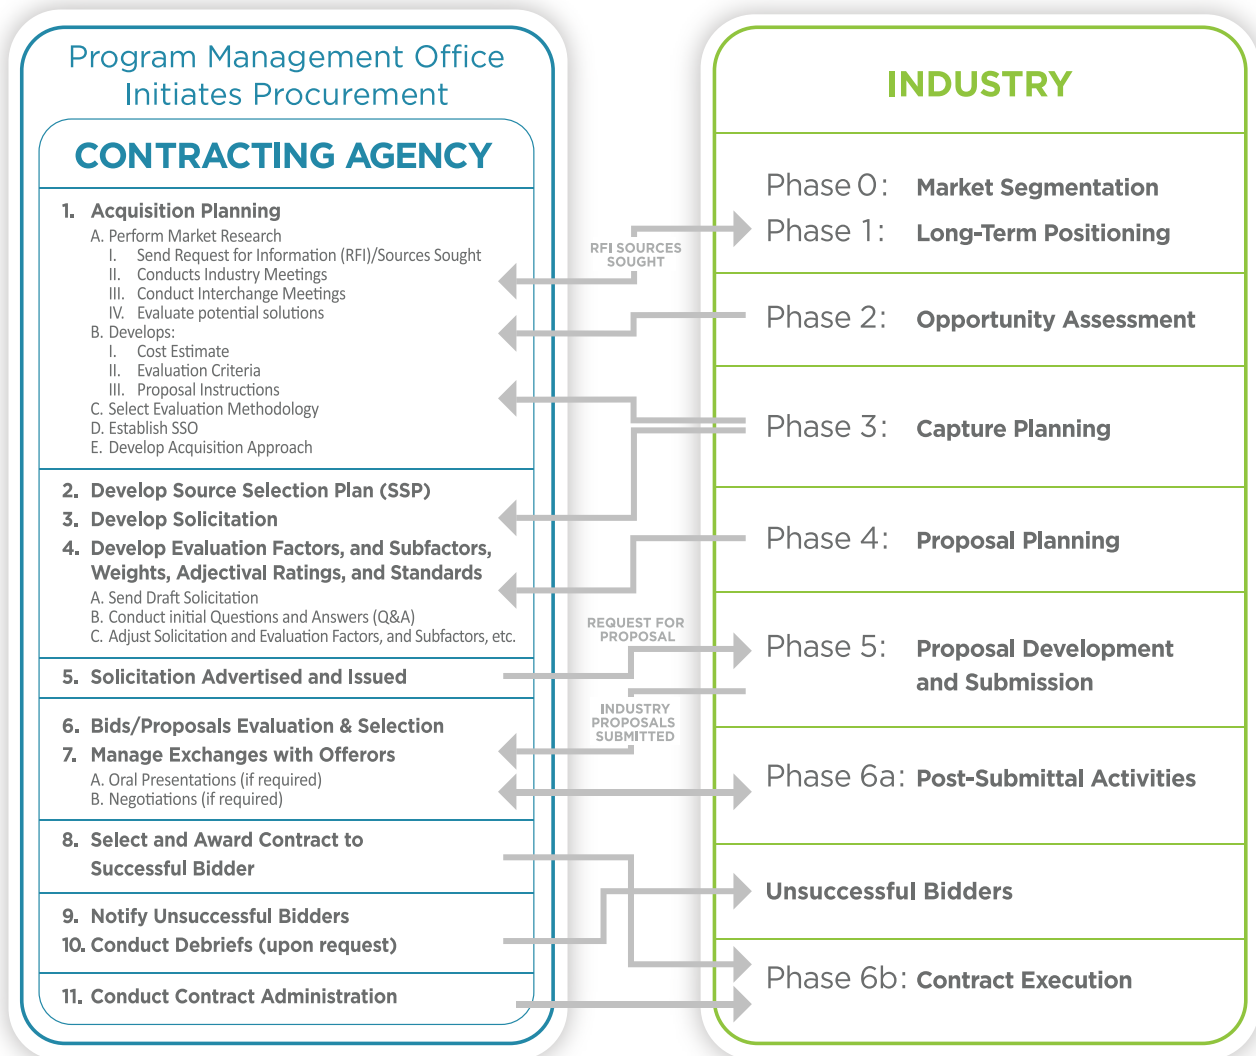 Program Management Office
Initiates Procurement
CONTRACTING AGENCY
1. Acquisition Planning
A. Perform Market Research
I. Send Request for Information (RFI)/Sources Sought
II. Conducts Industry Meetings
III. Conduct Interchange Meetings
IV. Evaluate potential solutions
B. Develops:
I. Cost Estimate
II. Evaluation Criteria
III. Proposal Instructions
C. Select Evaluation Methodology
D. Establish SSO
E. Develop Acquisition Approach
2. Develop Source Selection Plan (SSP)
3. Develop Solicitation
4. Develop Evaluation Factors, and Subfactors,
Weights, Adjectival Ratings, and Standards
A. Send Draft Solicitation
B. Conduct initial Questions and Answers (Q&A)
C. Adjust Solicitation and Evaluation Factors, and Subfactors, etc.
5. Solicitation Advertised and Issued
6. Bids/Proposals Evaluation & Selection
7. Manage Exchanges with Offerors
A. Oral Presentations (if required)
B. Negotiations (if required)
8. Select and Award Contract to
Successful Bidder
9. Notify Unsuccessful Bidders
10. Conduct Debriefs (upon request)
11. Conduct Contract Administration
RFI SOURCES
SOUGHT
REQUEST FOR
PROPOSAL
INDUSTRY
PROPOSALS
SUBMITTED
INDUSTRY
Phase 0: Market Segmentation
Phase 1: Long-Term Positioning
Phase 2: Opportunity Assessment
Phase 3: Capture Planning
Phase 4: Proposal Planning
Phase 5: Proposal Development
and Submission
Phase 6a: Post-Submittal Activities
Unsuccessful Bidders
Phase 6b: Contract Execution